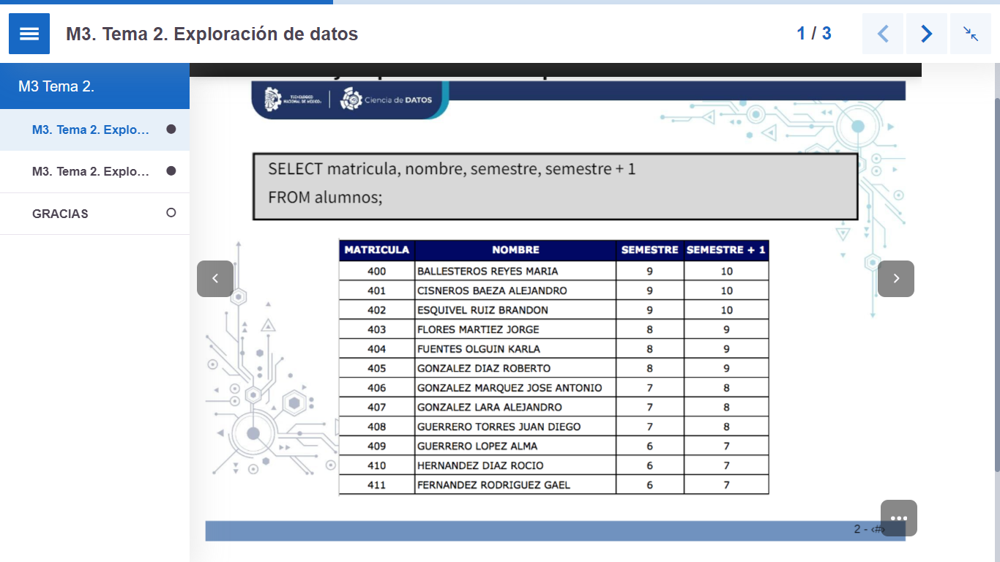 M3. Tema 2. Exploración de datos
1 / 3
M3 Tema 2.
M3. Tema 2. Explo...
M3. Tema 2. Explo...
GRACIAS
TECNOLÓGICO
NACIONAL DE MÉXICO
Ciencia de DATOS
SELECT matricula, nombre, semestre, semestre + 1
FROM alumnos;
MATRICULA NOMBRE SEMESTRE SEMESTRE + 1
400 BALLESTEROS REYES MARIA 9 10
401 CISNEROS BAEZA ALEJANDRO 9 10
402 ESQUIVEL RUIZ BRANDON 9 10
403 FLORES MARTIEZ JORGE 8 9
404 FUENTES OLGUIN KARLA 8 9
405 GONZALEZ DIAZ ROBERTO 8 9
406 GONZALEZ MARQUEZ JOSE ANTONIO 7 8
407 GONZALEZ LARA ALEJANDRO 7 8
408 GUERRERO TORRES JUAN DIEGO 7 8
409 GUERRERO LOPEZ ALMA 6 7
410 HERNANDEZ DIAZ ROCIO 6 7
411 FERNANDEZ RODRIGUEZ GAEL 6 7
2 - ‹#›